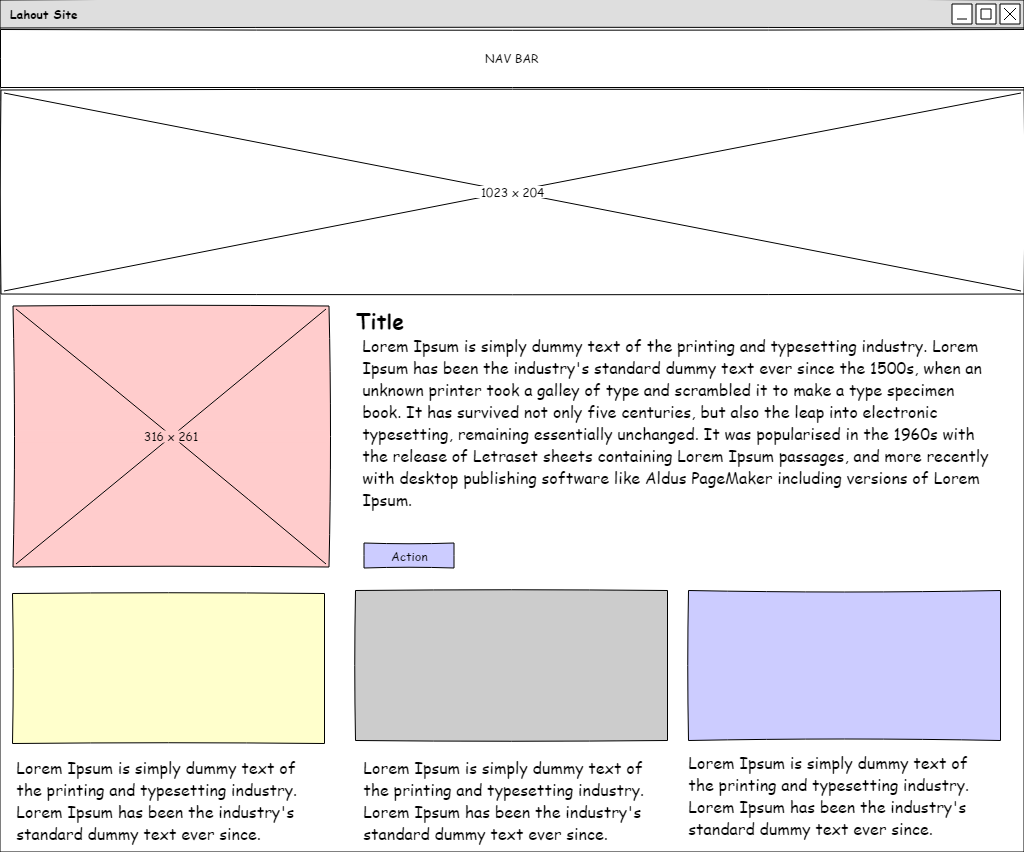 Lahout Site
NAV BAR
1023 x 204
316 x 261
Title
Lorem Ipsum is simply dummy text of the printing and typesetting industry. Lorem
Ipsum has been the industry's standard dummy text ever since the 1500s, when an
unknown printer took a galley of type and scrambled it to make a type specimen
book. It has survived not only five centuries, but also the leap into electronic
typesetting, remaining essentially unchanged. It was popularised in the 1960s with
the release of Letraset sheets containing Lorem Ipsum passages, and more recently
with desktop publishing software like Aldus PageMaker including versions of Lorem
Ipsum.
Action
Lorem Ipsum is simply dummy text of
the printing and typesetting industry.
Lorem Ipsum has been the industry's
standard dummy text ever since.
Lorem Ipsum is simply dummy text of
the printing and typesetting industry.
Lorem Ipsum has been the industry's
standard dummy text ever since.
Lorem Ipsum is simply dummy text of
the printing and typesetting industry.
Lorem Ipsum has been the industry's
standard dummy text ever since.